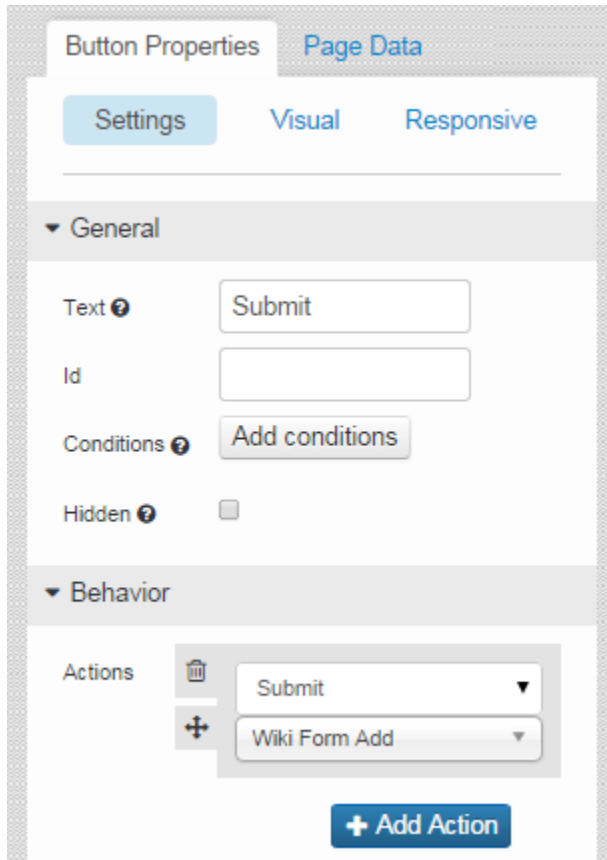 Button Properties Page Data
Settings Visual Responsive
General
Text Submit
Id
Conditions Add conditions
Hidden
Behavior
Actions Submit
Wiki Form Add
Add Action